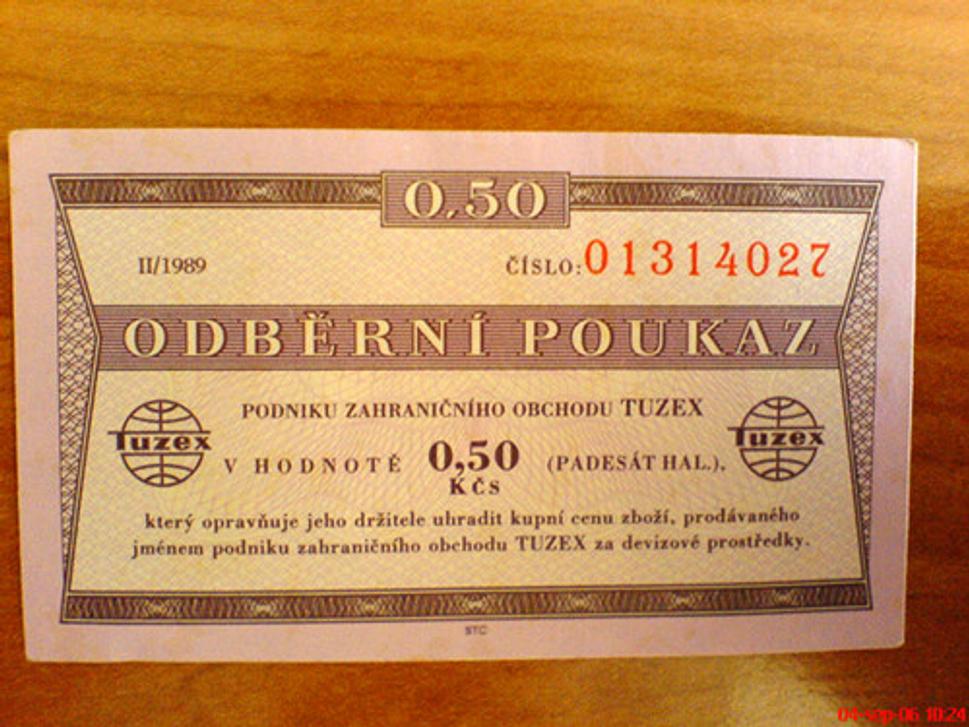 0,50
II/1989 ČÍSLO: 01314027
ODBĚRNÍ POUKAZ
PODNIKU ZAHRANIČNÍHO OBCHODU TUZEX
Tuzex
Tuzex
V HODNOTĚ 0,50 (PADESÁT HAL.),
KČS
který opravňuje jeho držitele uhradit kupní cenu zboží, prodávaného
jménem podniku zahraničního obchodu TUZEX za devizové prostředky.
STC
04-sep-06 10:24